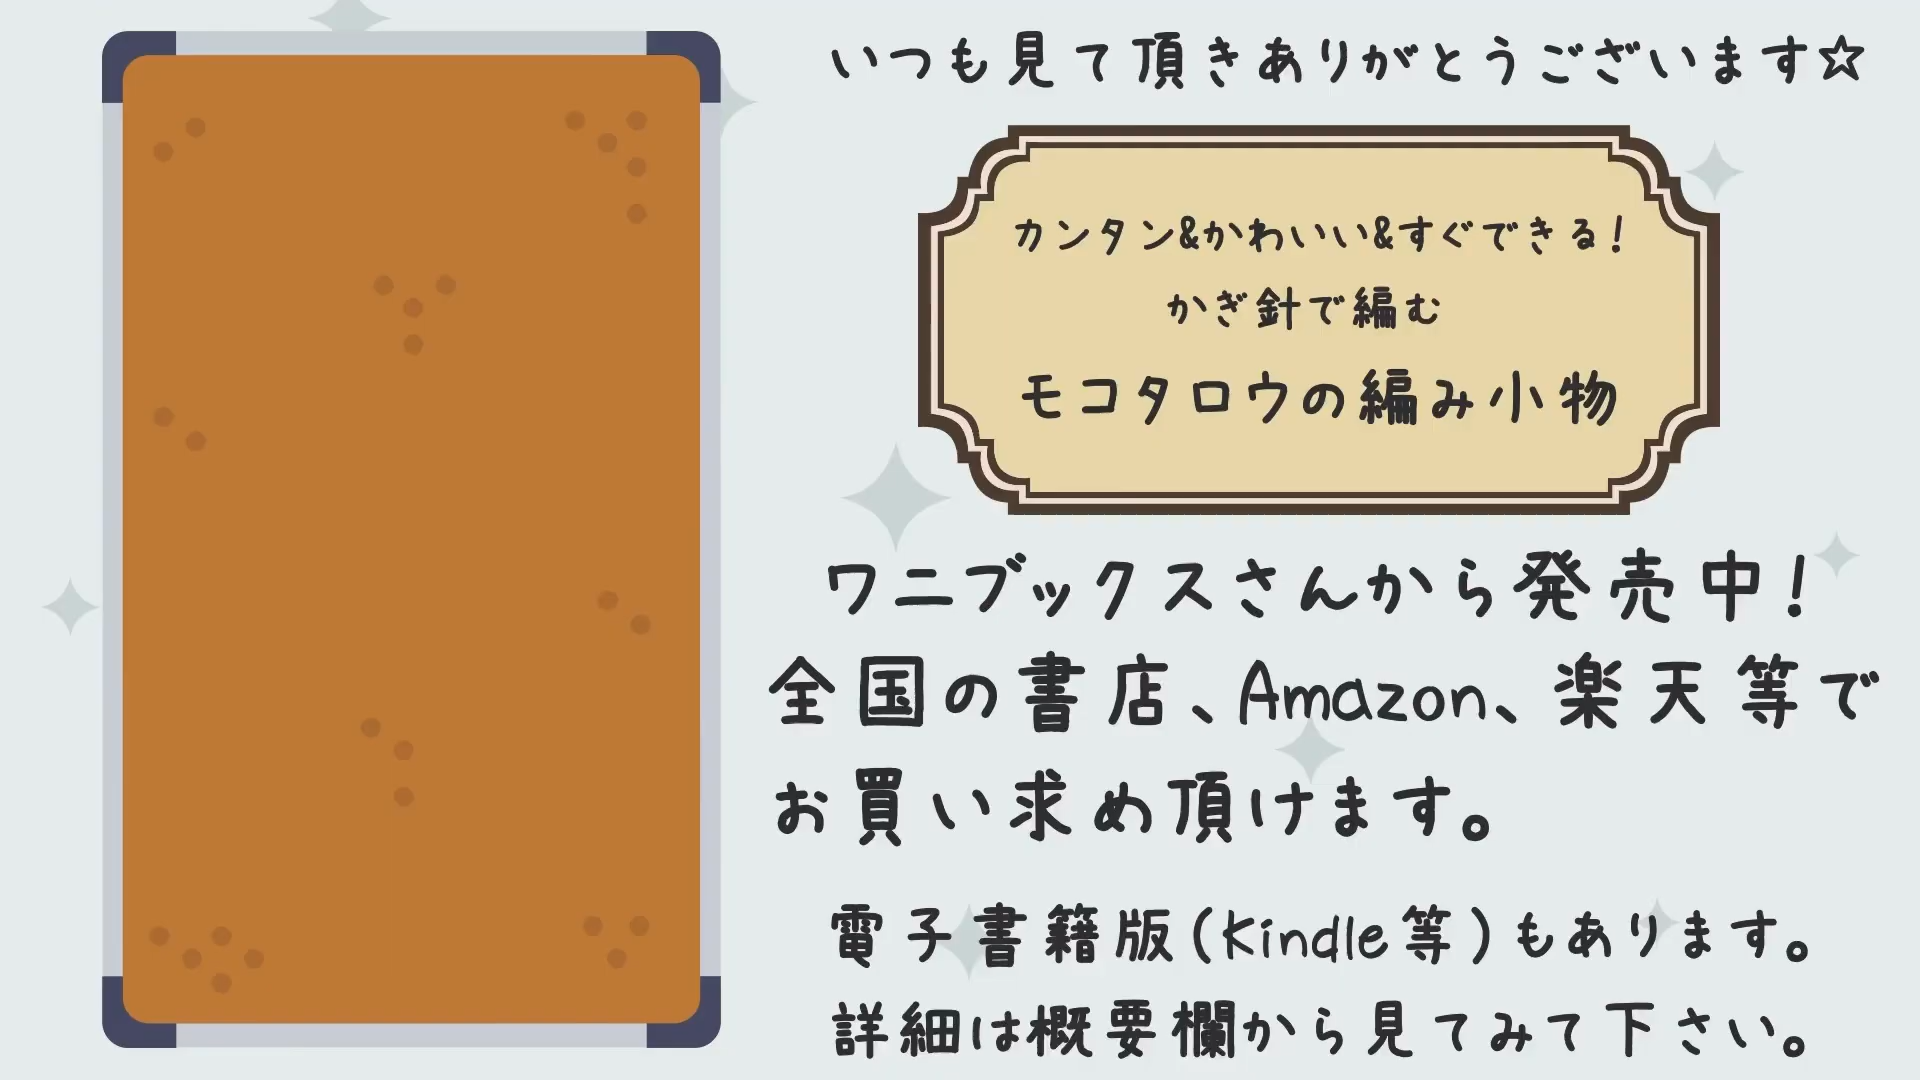 いつも見て頂きありがとうございます☆
カンタン&かわいい&すぐできる!
かぎ針で編む
モコタロウの編み小物
ワニブックスさんから発売中!
全国の書店、Amazon、楽天等で
お買い求め頂けます。
電子書籍版(Kindle等)もあります。
詳細は概要欄から見てみて下さい。